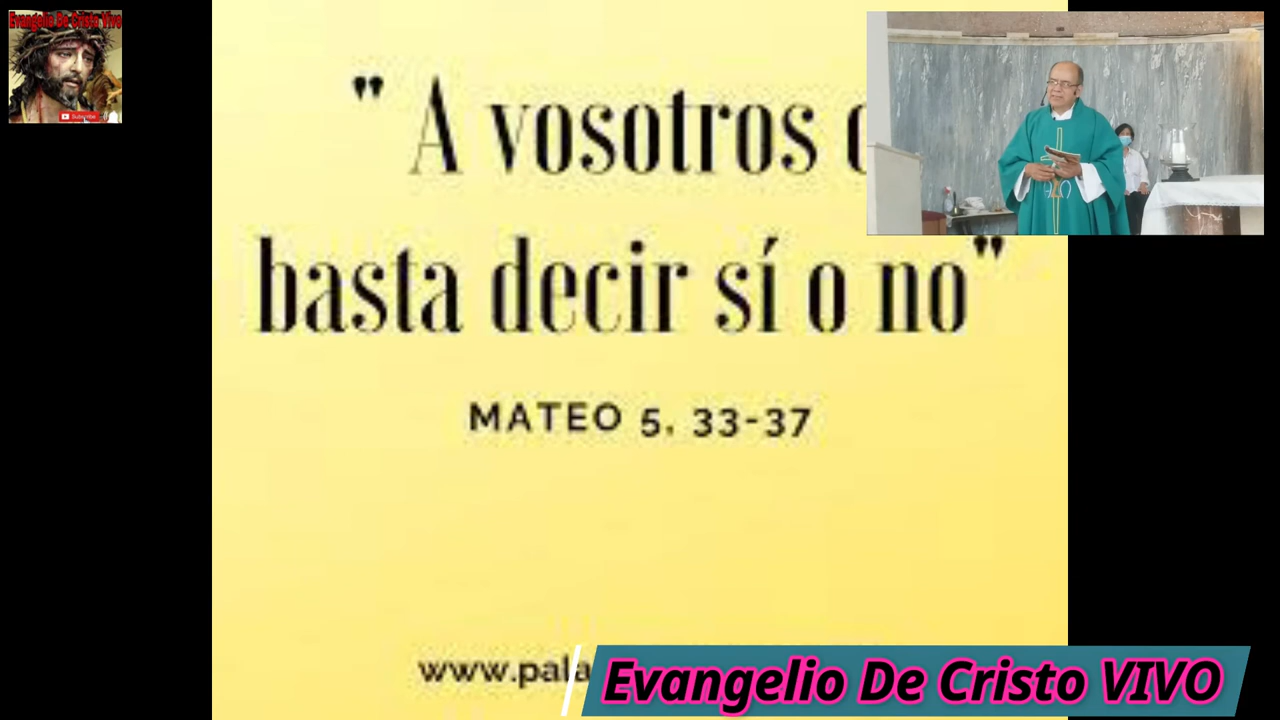 Evangelio De Cristo Vivo
Subscribe
" A vosotros
basta decir sí o no"
MATEO 5, 33-37
www.pala
Evangelio De Cristo VIVO